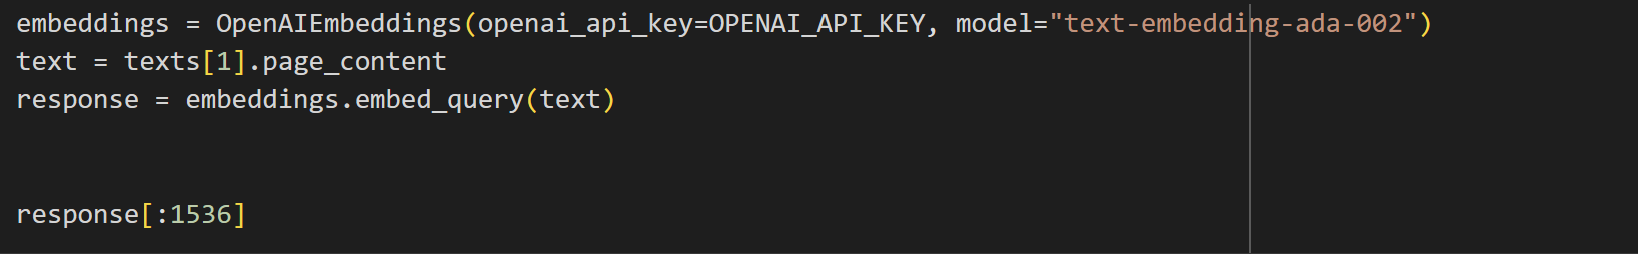 embeddings = OpenAIEmbeddings(openai_api_key=OPENAI_API_KEY, model="text-embedding-ada-002")
text = texts[1].page_content
response = embeddings.embed_query(text)
response[:1536]